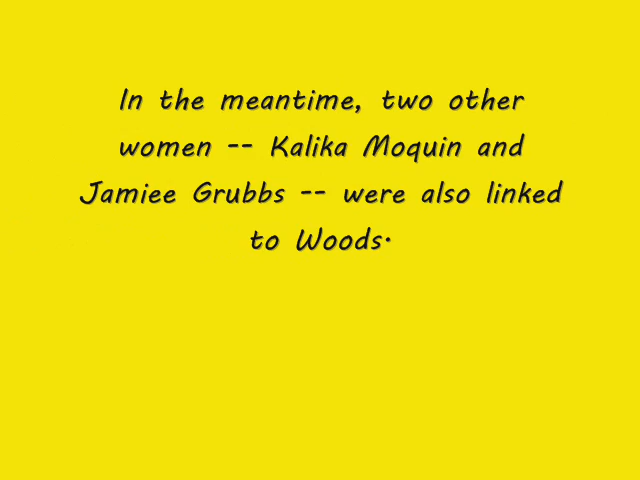 In the meantime, two other
women -- Kalika Moquin and
Jamiee Grubbs -- were also linked
to Woods.